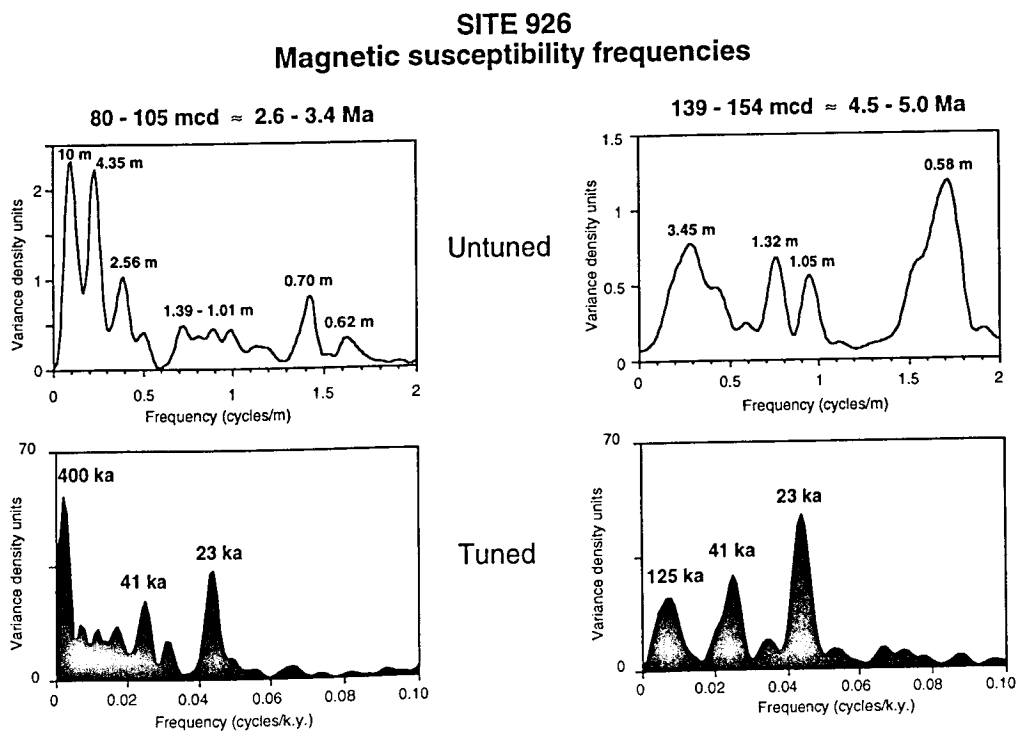 SITE 926
Magnetic susceptibility frequencies
80 - 105 mcd ≈ 2.6 - 3.4 Ma
139 - 154 mcd ≈ 4.5 - 5.0 Ma
Variance density units
2
1
0
10 m
4.35 m
2.56 m
1.39 - 1.01 m
0.70 m
0.62 m
0
0.5
1
1.5
2
Frequency (cycles/m)
Untuned
Variance density units
1.5
1
0.5
0
3.45 m
1.32 m
1.05 m
0.58 m
0
0.5
1
1.5
2
Frequency (cycles/m)
Variance density units
70
0
400 ka
41 ka
23 ka
0
0.02
0.04
0.06
0.08
0.10
Frequency (cycles/k.y.)
Tuned
Variance density units
70
0
125 ka
41 ka
23 ka
0
0.02
0.04
0.06
0.08
0.10
Frequency (cycles/k.y.)